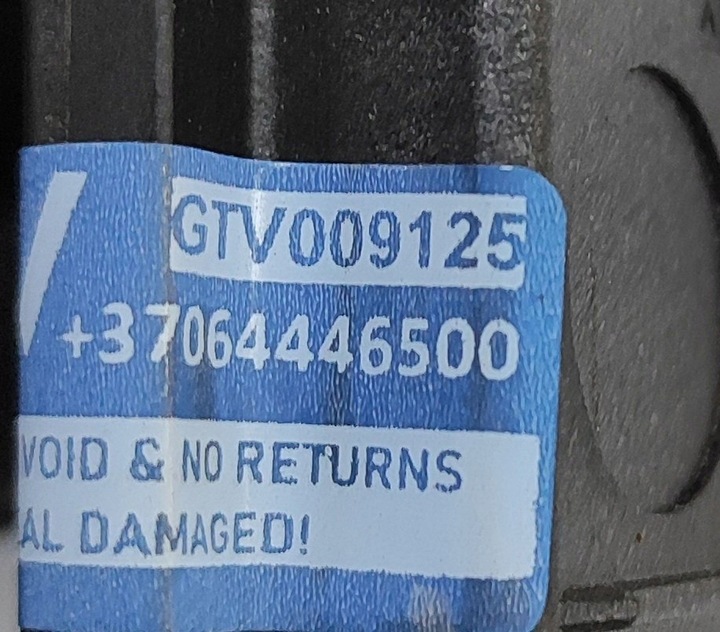 GTV009125
+37064446500
VOID & NO RETURNS
AL DAMAGED!